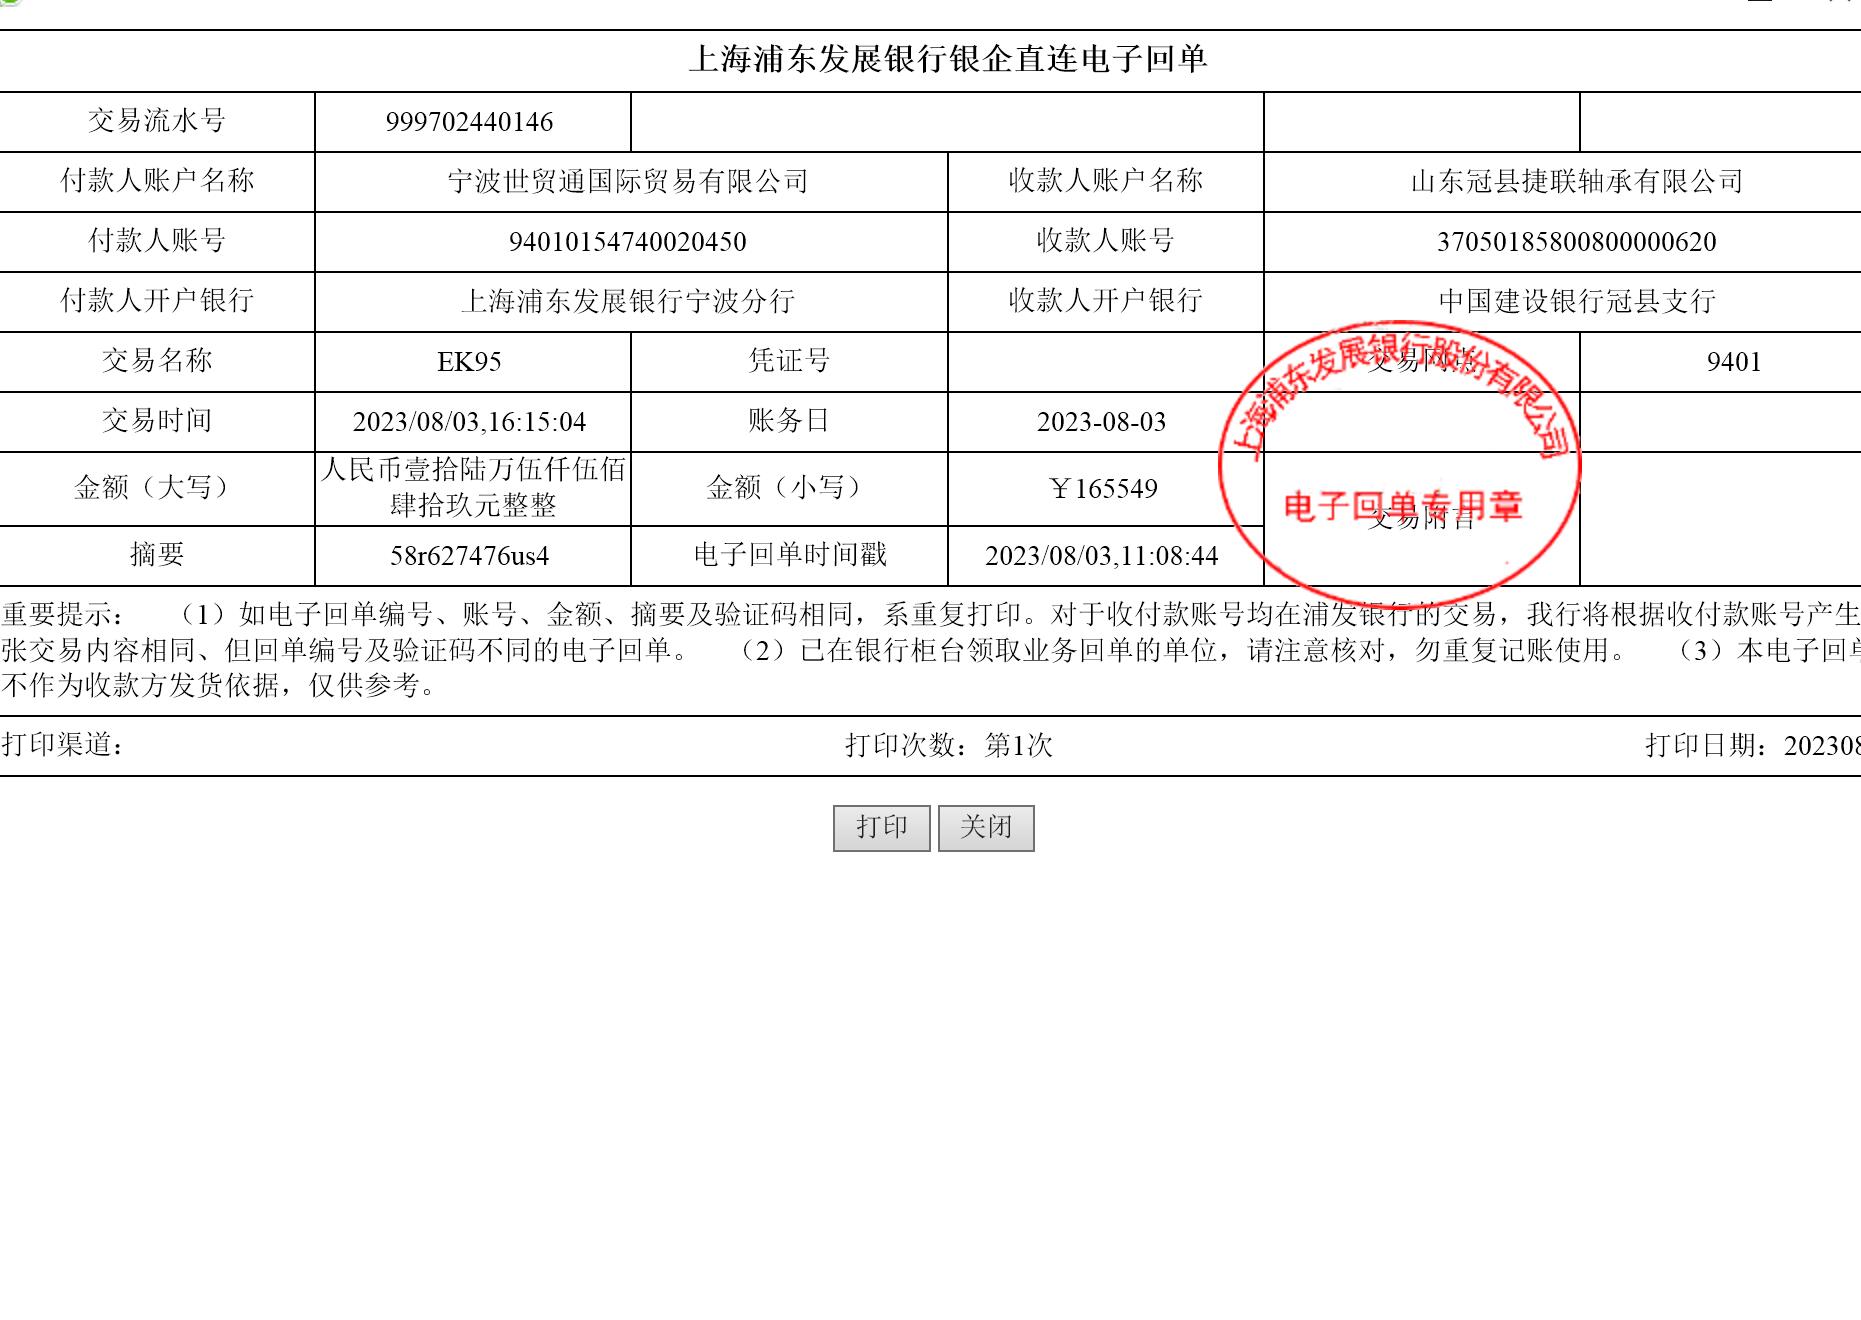 上海浦东发展银行银企直连电子回单
交易流水号 999702440146
付款人账户名称 宁波世贸通国际贸易有限公司 收款人账户名称 山东冠县捷联轴承有限公司
付款人账号 94010154740020450 收款人账号 37050185800800000620
付款人开户银行 上海浦东发展银行宁波分行 收款人开户银行 中国建设银行冠县支行
交易名称 EK95 凭证号 交易网点 9401
上海浦东发展银行股份有限公司
交易时间 2023/08/03,16:15:04 账务日 2023-08-03
金额（大写） 人民币壹拾陆万伍仟伍佰 金额（小写） ￥165549
肆拾玖元整整
电子回单专用章
交易附言
摘要 58r627476us4 电子回单时间戳 2023/08/03,11:08:44
重要提示： （1）如电子回单编号、账号、金额、摘要及验证码相同，系重复打印。对于收付款账号均在浦发银行的交易，我行将根据收付款账号产生
张交易内容相同、但回单编号及验证码不同的电子回单。 （2）已在银行柜台领取业务回单的单位，请注意核对，勿重复记账使用。 （3）本电子回单
不作为收款方发货依据，仅供参考。
打印渠道： 打印次数：第1次 打印日期：202308
打印 关闭